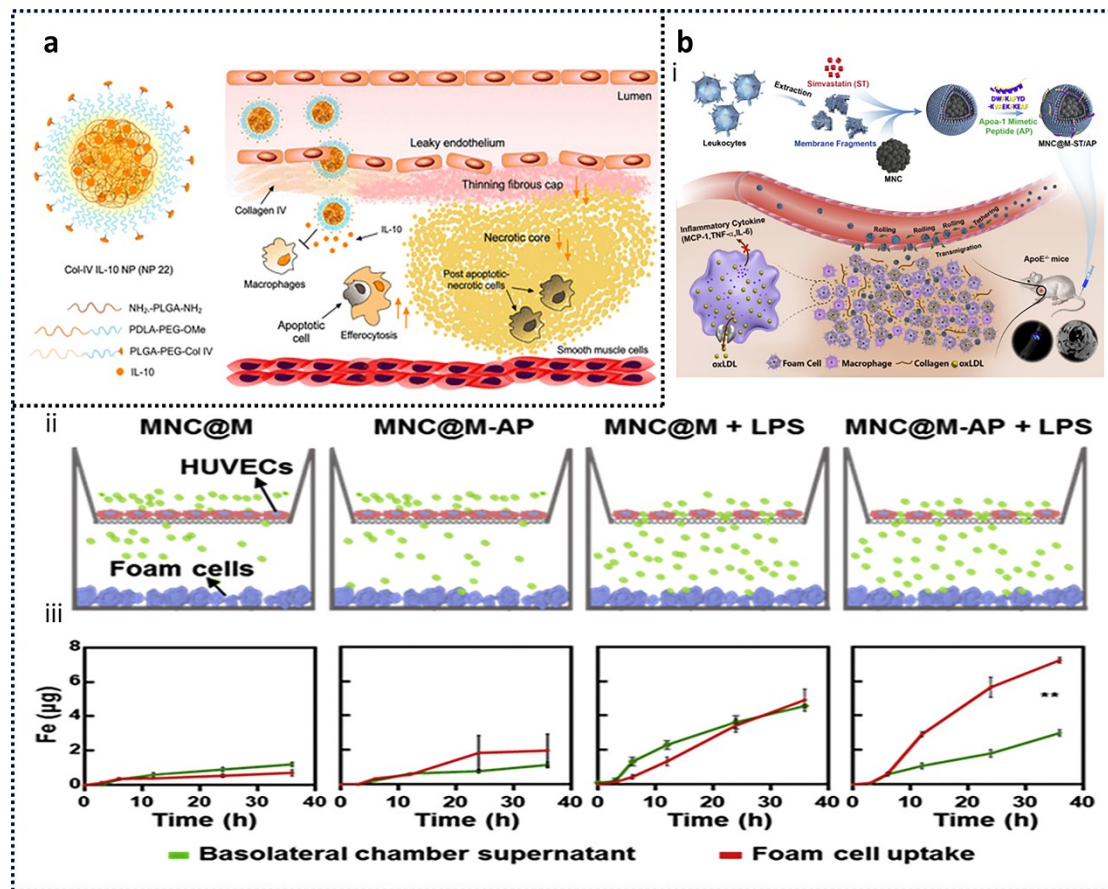 a
Lumen
Leaky endothelium
Thinning fibrous cap
Collagen IV
IL-10
Necrotic core
Macrophages
Post apoptotic-
necrotic cells
Apoptotic
cell
Efferocytosis
Smooth muscle cells
Col-IV IL-10 NP (NP 22)
NH₂,-PLGA-NH₂
PDLA-PEG-OMe
PLGA-PEG-Col IV
IL-10
b
i
Simvastatin (ST)
Extraction
Leukocytes
Membrane Fragments
MNC
Apoa-1 Mimetic
Peptide (AP)
MNC@M-ST/AP
Rolling
Rolling
Rolling
Tethering
Transmigration
Inflammatory Cytokine
(MCP-1,TNF-α,IL-6)
ApoE⁻/⁻ mice
oxLDL
Foam Cell Macrophage Collagen oxLDL
ii
MNC@M MNC@M-AP MNC@M + LPS MNC@M-AP + LPS
HUVECs
Foam cells
iii
Fe (µg)
8
6
4
2
0
0 10 20 30 40
Time (h)
0 10 20 30 40
Time (h)
0 10 20 30 40
Time (h)
**
0 10 20 30 40
Time (h)
Basolateral chamber supernatant Foam cell uptake